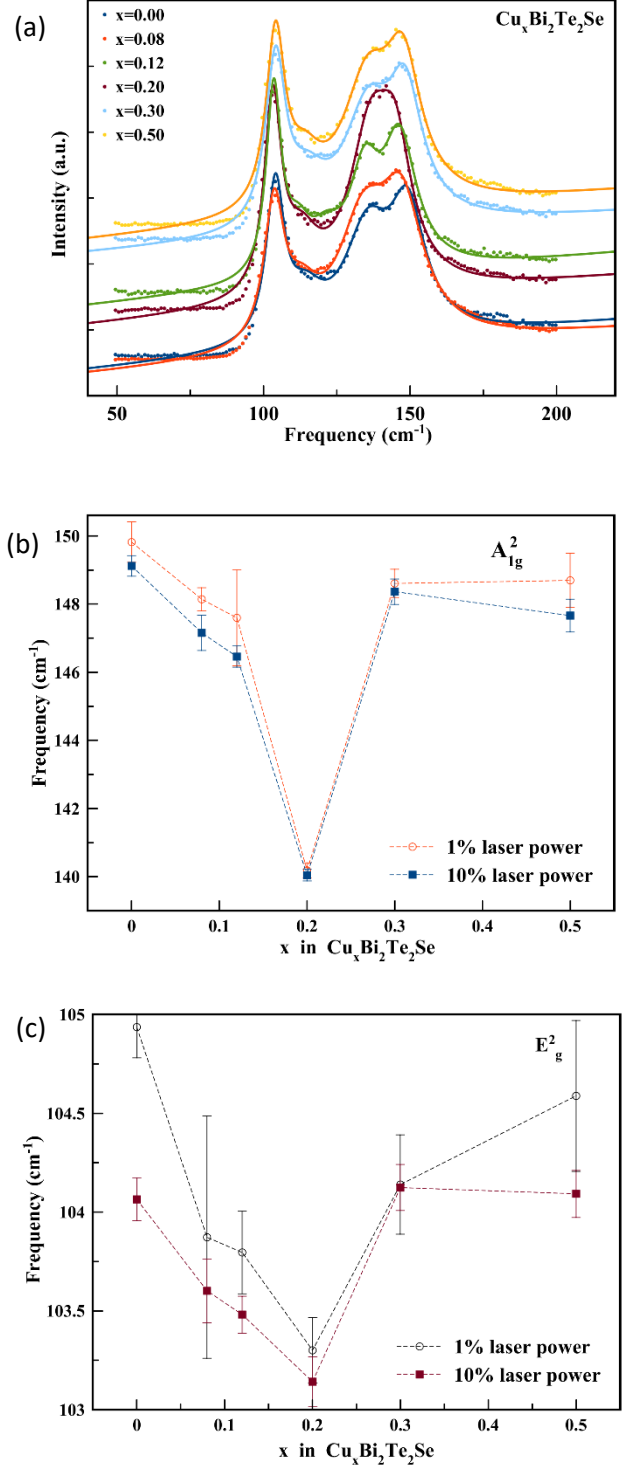 (a)
CuₓBi₂Te₂Se
x=0.00
x=0.08
x=0.12
x=0.20
x=0.30
x=0.50
Intensity (a.u.)
50 100 150 200
Frequency (cm⁻¹)
(b)
A²₁g
150
148
146
144
142
140
Frequency (cm⁻¹)
1% laser power
10% laser power
0 0.1 0.2 0.3 0.4 0.5
x in CuₓBi₂Te₂Se
(c)
E²g
105
104.5
104
103.5
103
Frequency (cm⁻¹)
1% laser power
10% laser power
0 0.1 0.2 0.3 0.4 0.5
x in CuₓBi₂Te₂Se